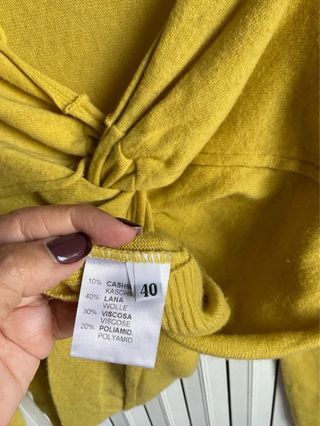 10% CASHM
KASCHM
40% LANA
WOLLE
30% VISCOSA
VISCOSE
20% POLIAMID.
POLYAMID
40